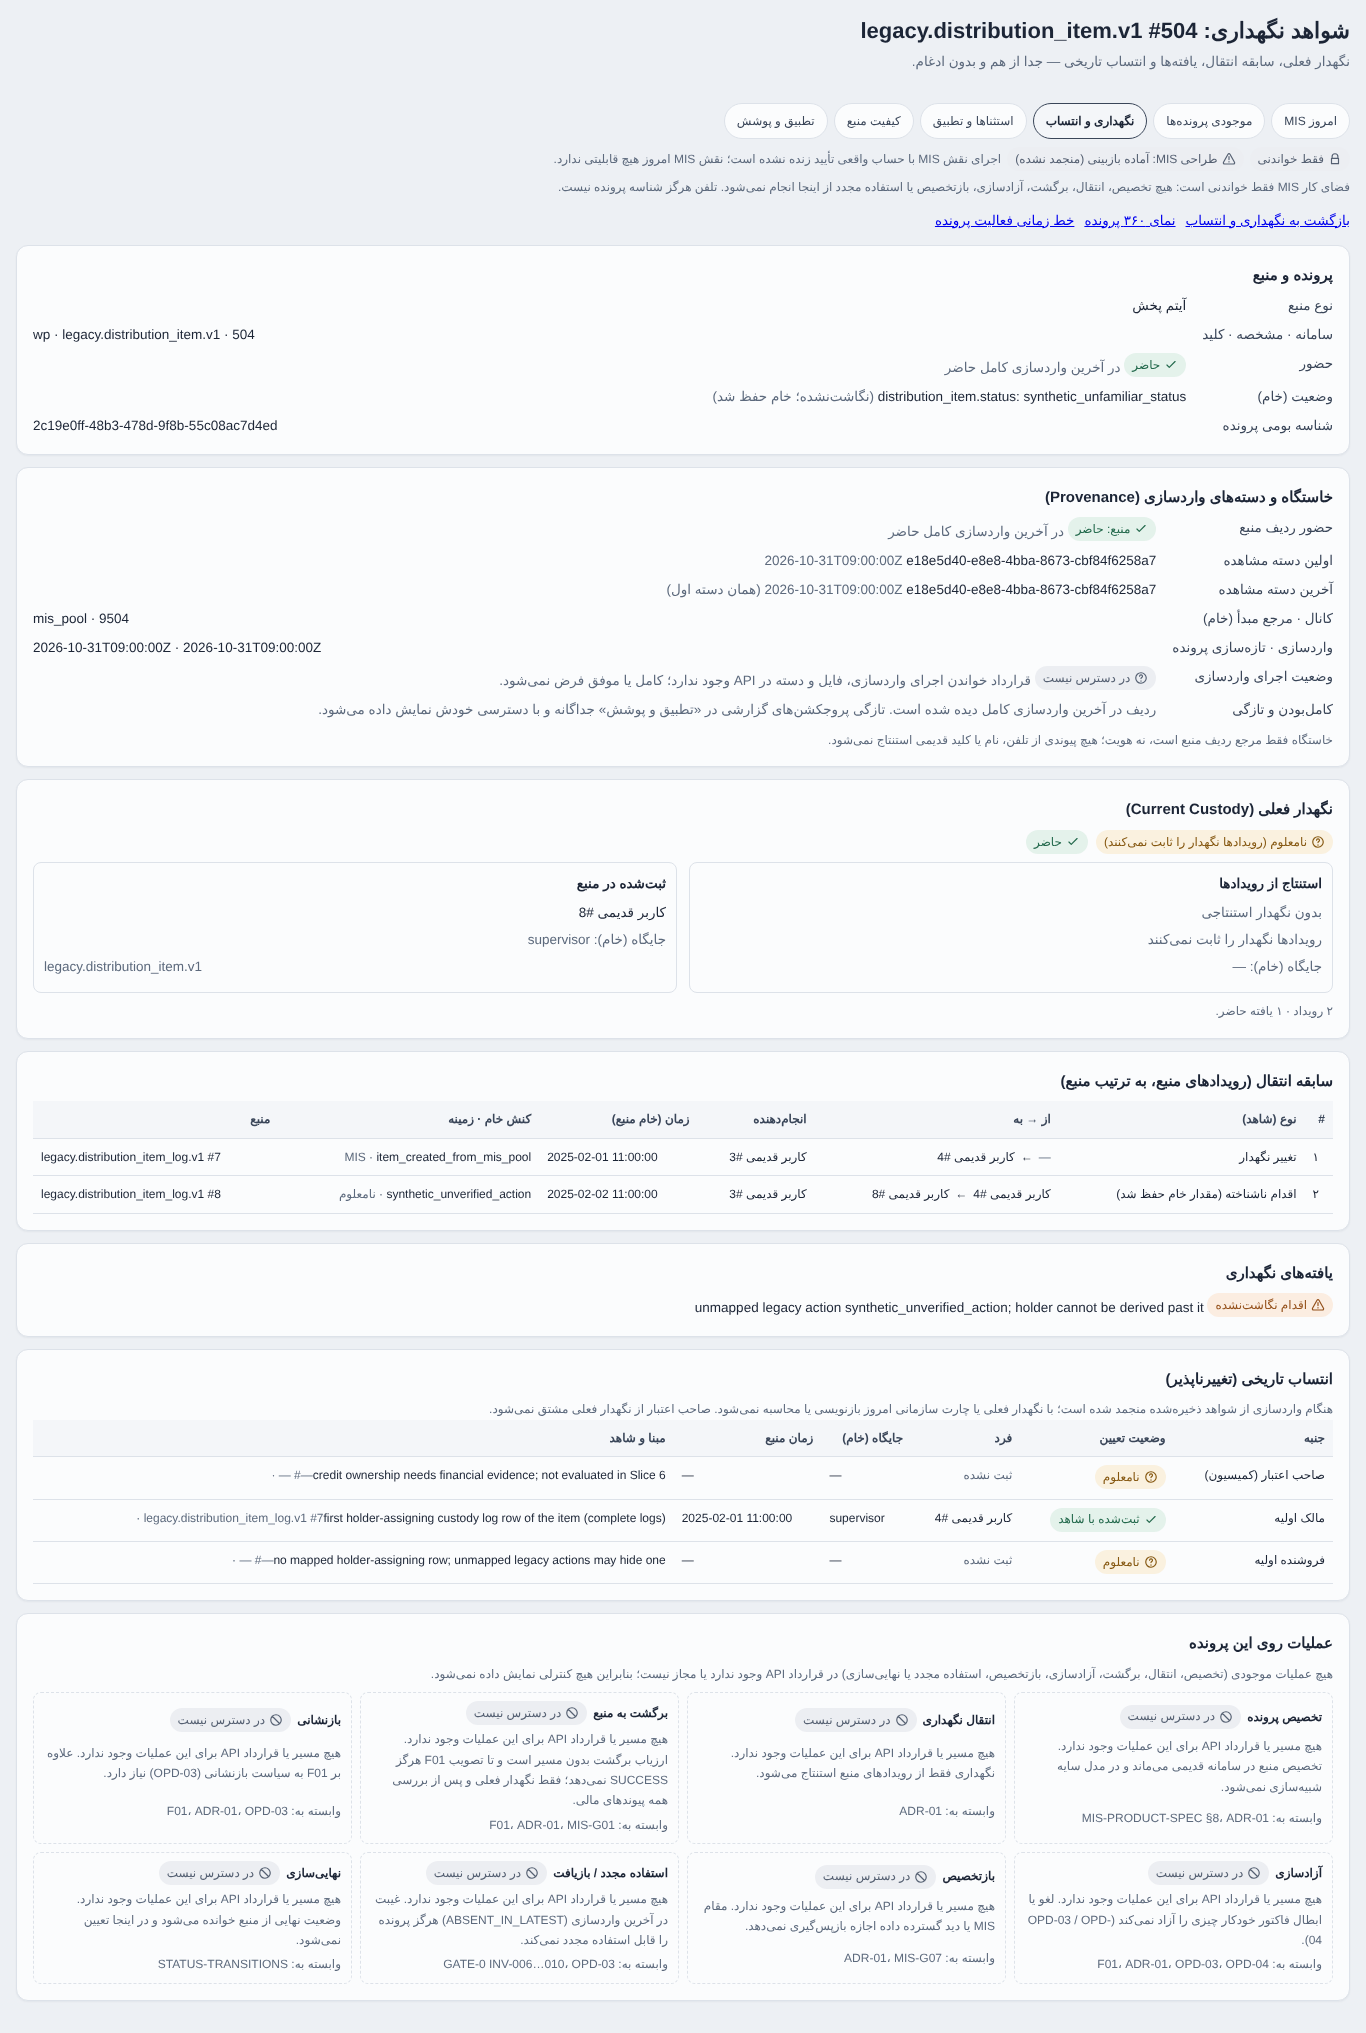 شواهد نگهداری: legacy.distribution_item.v1 #504
نگهدار فعلی، سابقه انتقال، یافته‌ها و انتساب تاریخی — جدا از هم و بدون ادغام.
امروز MIS
موجودی پرونده‌ها
نگهداری و انتساب
استثناها و تطبیق
کیفیت منبع
تطبیق و پوشش
فقط خواندنی
طراحی MIS: آماده بازبینی (منجمد نشده)
اجرای نقش MIS با حساب واقعی تأیید زنده نشده است؛ نقش MIS امروز هیچ قابلیتی ندارد.
فضای کار MIS فقط خواندنی است: هیچ تخصیص، انتقال، برگشت، آزادسازی، بازتخصیص یا استفاده مجدد از اینجا انجام نمی‌شود. تلفن هرگز شناسه پرونده نیست.
بازگشت به نگهداری و انتساب نمای ۳۶۰ پرونده خط زمانی فعالیت پرونده
پرونده و منبع
نوع منبع آیتم پخش
سامانه · مشخصه · کلید wp · legacy.distribution_item.v1 · 504
حضور حاضر در آخرین واردسازی کامل حاضر
وضعیت (خام) distribution_item.status: synthetic_unfamiliar_status (نگاشت‌نشده؛ خام حفظ شد)
شناسه بومی پرونده 2c19e0ff-48b3-478d-9f8b-55c08ac7d4ed
خاستگاه و دسته‌های واردسازی (Provenance)
حضور ردیف منبع منبع: حاضر در آخرین واردسازی کامل حاضر
اولین دسته مشاهده e18e5d40-e8e8-4bba-8673-cbf84f6258a7 2026-10-31T09:00:00Z
آخرین دسته مشاهده e18e5d40-e8e8-4bba-8673-cbf84f6258a7 2026-10-31T09:00:00Z (همان دسته اول)
کانال · مرجع مبدأ (خام) mis_pool · 9504
واردسازی · تازه‌سازی پرونده 2026-10-31T09:00:00Z · 2026-10-31T09:00:00Z
وضعیت اجرای واردسازی در دسترس نیست قرارداد خواندن اجرای واردسازی، فایل و دسته در API وجود ندارد؛ کامل یا موفق فرض نمی‌شود.
کامل‌بودن و تازگی ردیف در آخرین واردسازی کامل دیده شده است. تازگی پروجکشن‌های گزارشی در «تطبیق و پوشش» جداگانه و با دسترسی خودش نمایش داده می‌شود.
خاستگاه فقط مرجع ردیف منبع است، نه هویت؛ هیچ پیوندی از تلفن، نام یا کلید قدیمی استنتاج نمی‌شود.
نگهدار فعلی (Current Custody)
نامعلوم (رویدادها نگهدار را ثابت نمی‌کنند) حاضر
استنتاج از رویدادها
بدون نگهدار استنتاجی
رویدادها نگهدار را ثابت نمی‌کنند
جایگاه (خام): —
ثبت‌شده در منبع
کاربر قدیمی #8
جایگاه (خام): supervisor
legacy.distribution_item.v1
۲ رویداد · ۱ یافته حاضر.
سابقه انتقال (رویدادهای منبع، به ترتیب منبع)
# نوع (شاهد) از → به انجام‌دهنده زمان (خام منبع) کنش خام · زمینه منبع
۱ تغییر نگهدار — ← کاربر قدیمی #4 کاربر قدیمی #3 2025-02-01 11:00:00 item_created_from_mis_pool · MIS legacy.distribution_item_log.v1 #7
۲ اقدام ناشناخته (مقدار خام حفظ شد) کاربر قدیمی #4 ← کاربر قدیمی #8 کاربر قدیمی #3 2025-02-02 11:00:00 synthetic_unverified_action · نامعلوم legacy.distribution_item_log.v1 #8
یافته‌های نگهداری
اقدام نگاشت‌نشده unmapped legacy action synthetic_unverified_action; holder cannot be derived past it
انتساب تاریخی (تغییرناپذیر)
هنگام واردسازی از شواهد ذخیره‌شده منجمد شده است؛ با نگهدار فعلی یا چارت سازمانی امروز بازنویسی یا محاسبه نمی‌شود. صاحب اعتبار از نگهدار فعلی مشتق نمی‌شود.
جنبه وضعیت تعیین فرد جایگاه (خام) زمان منبع مبنا و شاهد
صاحب اعتبار (کمیسیون) نامعلوم ثبت نشده — — credit ownership needs financial evidence; not evaluated in Slice 6 · — #—
مالک اولیه ثبت‌شده با شاهد کاربر قدیمی #4 supervisor 2025-02-01 11:00:00 first holder-assigning custody log row of the item (complete logs) · legacy.distribution_item_log.v1 #7
فروشنده اولیه نامعلوم ثبت نشده — — no mapped holder-assigning row; unmapped legacy actions may hide one · — #—
عملیات روی این پرونده
هیچ عملیات موجودی (تخصیص، انتقال، برگشت، آزادسازی، بازتخصیص، استفاده مجدد یا نهایی‌سازی) در قرارداد API وجود ندارد یا مجاز نیست؛ بنابراین هیچ کنترلی نمایش داده نمی‌شود.
تخصیص پرونده در دسترس نیست
هیچ مسیر یا قرارداد API برای این عملیات وجود ندارد.
تخصیص منبع در سامانه قدیمی می‌ماند و در مدل سایه
شبیه‌سازی نمی‌شود.
وابسته به: MIS-PRODUCT-SPEC §8، ADR-01
انتقال نگهداری در دسترس نیست
هیچ مسیر یا قرارداد API برای این عملیات وجود ندارد.
نگهداری فقط از رویدادهای منبع استنتاج می‌شود.
وابسته به: ADR-01
برگشت به منبع در دسترس نیست
هیچ مسیر یا قرارداد API برای این عملیات وجود ندارد.
ارزیاب برگشت بدون مسیر است و تا تصویب F01 هرگز
SUCCESS نمی‌دهد؛ فقط نگهدار فعلی و پس از بررسی
همه پیوندهای مالی.
وابسته به: F01، ADR-01، MIS-G01
بازنشانی در دسترس نیست
هیچ مسیر یا قرارداد API برای این عملیات وجود ندارد. علاوه
بر F01 به سیاست بازنشانی (OPD-03) نیاز دارد.
وابسته به: F01، ADR-01، OPD-03
آزادسازی در دسترس نیست
هیچ مسیر یا قرارداد API برای این عملیات وجود ندارد. لغو یا
ابطال فاکتور خودکار چیزی را آزاد نمی‌کند (OPD-03 / OPD-
04).
وابسته به: F01، ADR-01، OPD-03، OPD-04
بازتخصیص در دسترس نیست
هیچ مسیر یا قرارداد API برای این عملیات وجود ندارد. مقام
MIS یا دید گسترده داده اجازه بازپس‌گیری نمی‌دهد.
وابسته به: ADR-01، MIS-G07
استفاده مجدد / بازیافت در دسترس نیست
هیچ مسیر یا قرارداد API برای این عملیات وجود ندارد. غیبت
در آخرین واردسازی (ABSENT_IN_LATEST) هرگز پرونده
را قابل استفاده مجدد نمی‌کند.
وابسته به: GATE-0 INV-006…010، OPD-03
نهایی‌سازی در دسترس نیست
هیچ مسیر یا قرارداد API برای این عملیات وجود ندارد.
وضعیت نهایی از منبع خوانده می‌شود و در اینجا تعیین
نمی‌شود.
وابسته به: STATUS-TRANSITIONS